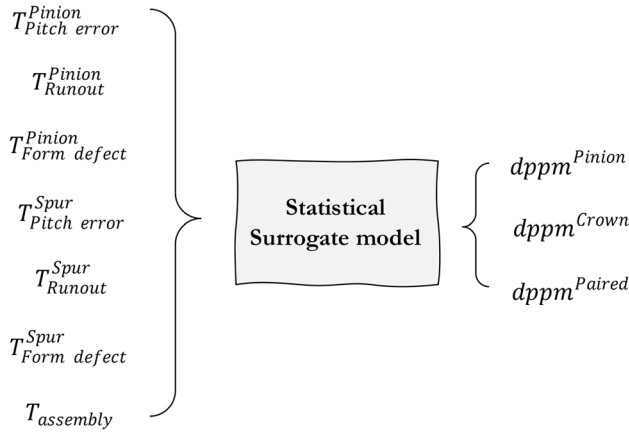 T^{Pinion}_{Pitch error}
T^{Pinion}_{Runout}
T^{Pinion}_{Form defect}
T^{Spur}_{Pitch error}
T^{Spur}_{Runout}
T^{Spur}_{Form defect}
T_{assembly}
Statistical
Surrogate model
dppm^{Pinion}
dppm^{Crown}
dppm^{Paired}